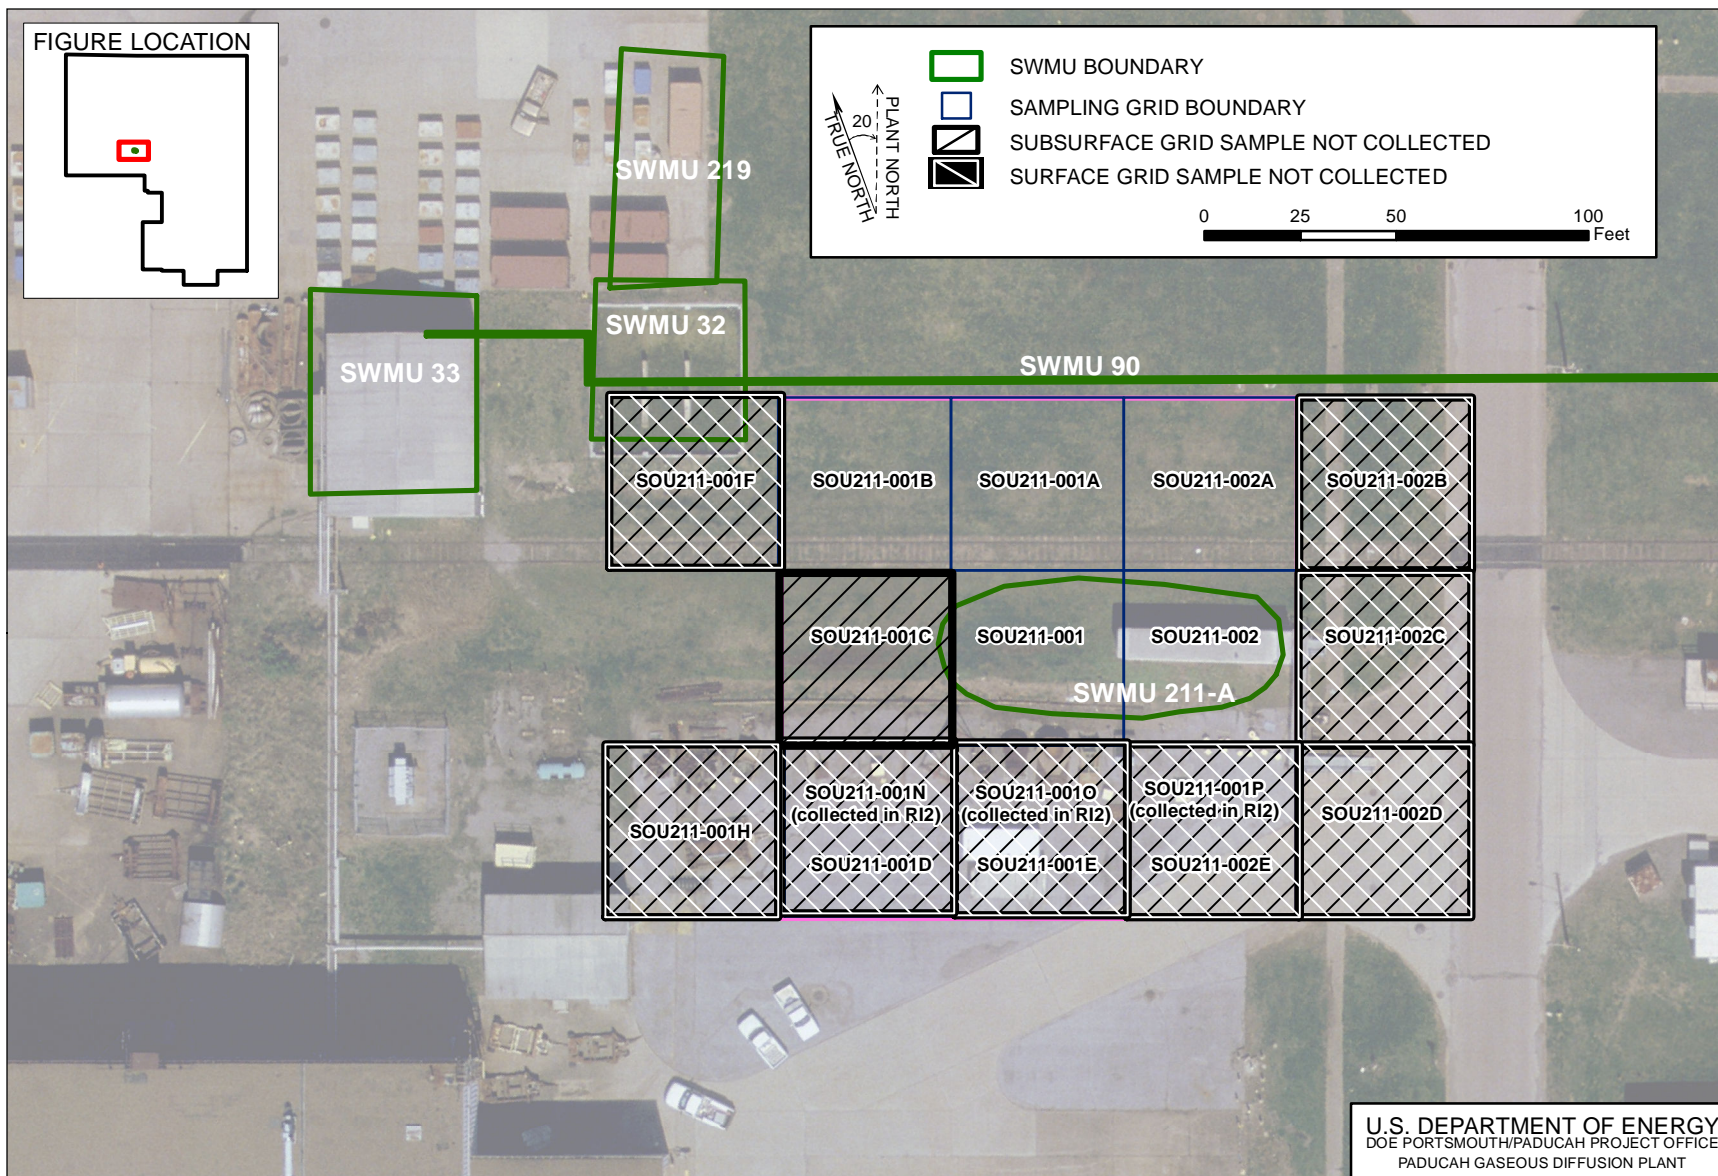 FIGURE LOCATION
SWMU BOUNDARY
SAMPLING GRID BOUNDARY
SUBSURFACE GRID SAMPLE NOT COLLECTED
SURFACE GRID SAMPLE NOT COLLECTED
20
TRUE NORTH
PLANT NORTH
0 25 50 100
Feet
SWMU 219
SWMU 32
SWMU 33
SWMU 90
SOU211-001F
SOU211-001B
SOU211-001A
SOU211-002A
SOU211-002B
SOU211-001C
SOU211-001
SOU211-002
SOU211-002C
SWMU 211-A
SOU211-001H
SOU211-001N
(collected in RI2)
SOU211-001D
SOU211-001O
(collected in RI2)
SOU211-001E
SOU211-001P
(collected in RI2)
SOU211-002E
SOU211-002D
U.S. DEPARTMENT OF ENERGY
DOE PORTSMOUTH/PADUCAH PROJECT OFFICE
PADUCAH GASEOUS DIFFUSION PLANT